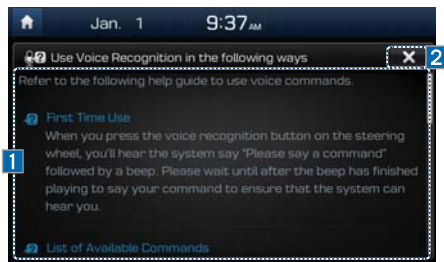 Jan. 1 9:37 AM
Use Voice Recognition in the following ways
2
Refer to the following help guide to use voice commands.
First Time Use
When you press the voice recognition button on the steering
wheel, you'll hear the system say "Please say a command"
1
followed by a beep. Please wait until after the beep has finished
playing to say your command to ensure that the system can
hear you.
List of Available Commands